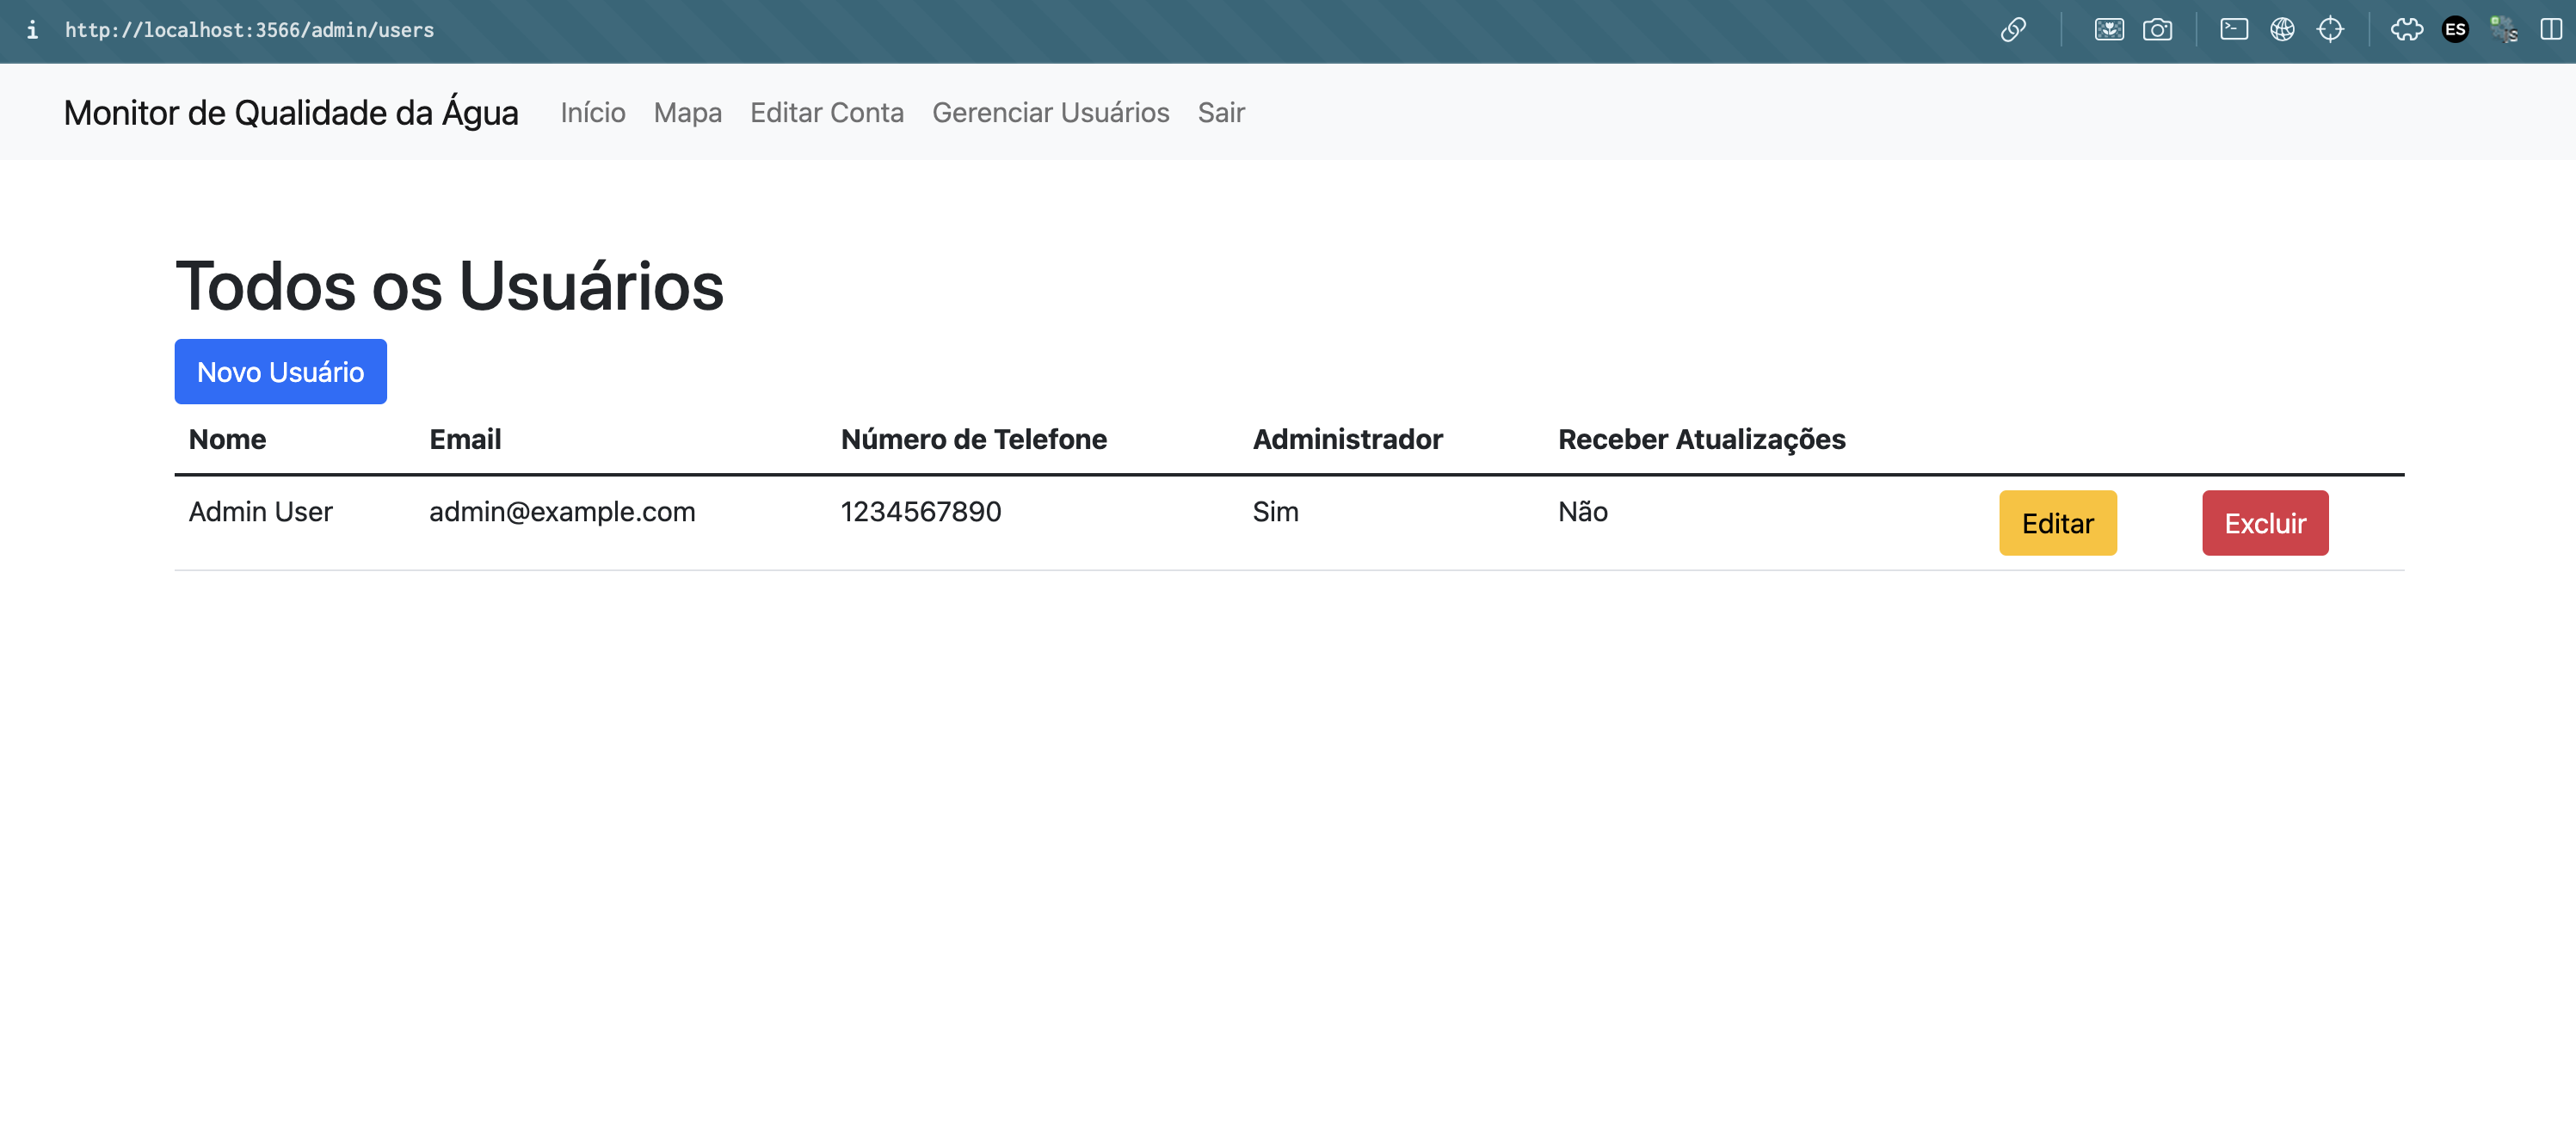 i http://localhost:3566/admin/users ES
Monitor de Qualidade da Água Início Mapa Editar Conta Gerenciar Usuários Sair
Todos os Usuários
Novo Usuário
Nome Email Número de Telefone Administrador Receber Atualizações
Admin User admin@example.com 1234567890 Sim Não Editar Excluir